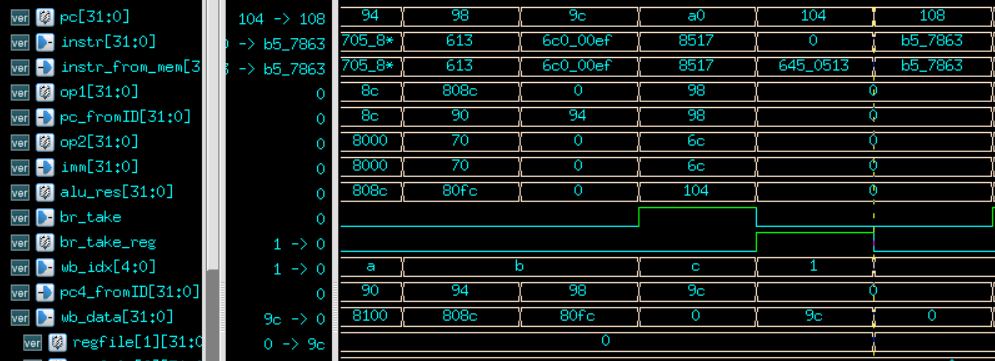 ver pc[31:0] 104 -> 108 94 98 9c a0 104 108
ver instr[31:0] -> b5_7863 705_8* 613 6c0_00ef 8517 0 b5_7863
ver instr_from_mem[3 -> b5_7863 705_8* 613 6c0_00ef 8517 645_0513 b5_7863
ver op1[31:0] 0 8c 808c 0 98 0
ver pc_fromID[31:0] 0 8c 90 94 98 0
ver op2[31:0] 0 8000 70 0 6c 0
ver imm[31:0] 0 8000 70 0 6c 0
ver alu_res[31:0] 0 808c 80fc 0 104 0
ver br_take 0
ver br_take_reg 1 -> 0
ver wb_idx[4:0] 1 -> 0 a b c 1
ver pc4_fromID[31:0] 0 90 94 98 9c 0
ver wb_data[31:0] 9c -> 0 8100 808c 80fc 0 9c 0
ver regfile[1][31:0 0 -> 9c 0